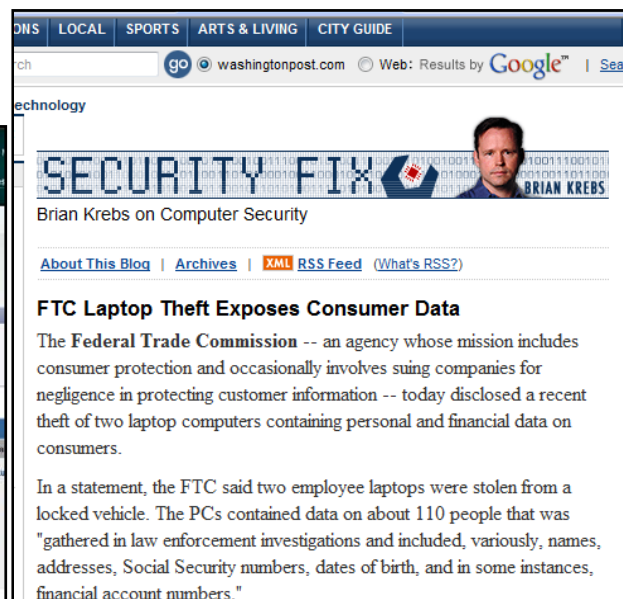 ONS LOCAL SPORTS ARTS & LIVING CITY GUIDE
rch go washingtonpost.com Web: Results by Google™ | Sea
echnology
SECURITY FIX
BRIAN KREBS
Brian Krebs on Computer Security
About This Blog | Archives | XML RSS Feed (What's RSS?)
FTC Laptop Theft Exposes Consumer Data
The Federal Trade Commission -- an agency whose mission includes
consumer protection and occasionally involves suing companies for
negligence in protecting customer information -- today disclosed a recent
theft of two laptop computers containing personal and financial data on
consumers.
In a statement, the FTC said two employee laptops were stolen from a
locked vehicle. The PCs contained data on about 110 people that was
"gathered in law enforcement investigations and included, variously, names,
addresses, Social Security numbers, dates of birth, and in some instances,
financial account numbers."